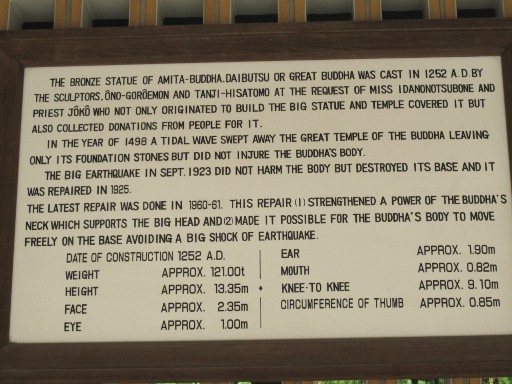 THE BRONZE STATUE OF AMITA-BUDDHA.DAIBUTSU OR GREAT BUDDHA WAS CAST IN 1252 A.D.BY
THE SCULPTORS, ŌNO-GORŌEMON AND TANJI-HISATOMO AT THE REQUEST OF MISS IDANONOTSUBONE AND
PRIEST JŌKŌ WHO NOT ONLY ORIGINATED TO BUILD THE BIG STATUE AND TEMPLE COVERED IT BUT
ALSO COLLECTED DONATIONS FROM PEOPLE FOR IT.
IN THE YEAR OF 1498 A TIDAL WAVE SWEPT AWAY THE GREAT TEMPLE OF THE BUDDHA LEAVING
ONLY ITS FOUNDATION STONES BUT DID NOT INJURE THE BUDDHA'S BODY.
THE BIG EARTHQUAKE IN SEPT. 1923 DID NOT HARM THE BODY BUT DESTROYED ITS BASE AND IT
WAS REPAIRED IN 1925.
THE LATEST REPAIR WAS DONE IN 1960-61. THIS REPAIR (1) STRENGTHENED A POWER OF THE BUDDHA'S
NECK WHICH SUPPORTS THE BIG HEAD AND (2) MADE IT POSSIBLE FOR THE BUDDHA'S BODY TO MOVE
FREELY ON THE BASE AVOIDING A BIG SHOCK OF EARTHQUAKE.
DATE OF CONSTRUCTION 1252 A.D.
WEIGHT APPROX. 121.00t
HEIGHT APPROX. 13.35m
FACE APPROX. 2.35m
EYE APPROX. 1.00m
EAR APPROX. 1.90m
MOUTH APPROX. 0.82m
KNEE-TO KNEE APPROX. 9.10m
CIRCUMFERENCE OF THUMB APPROX. 0.85m